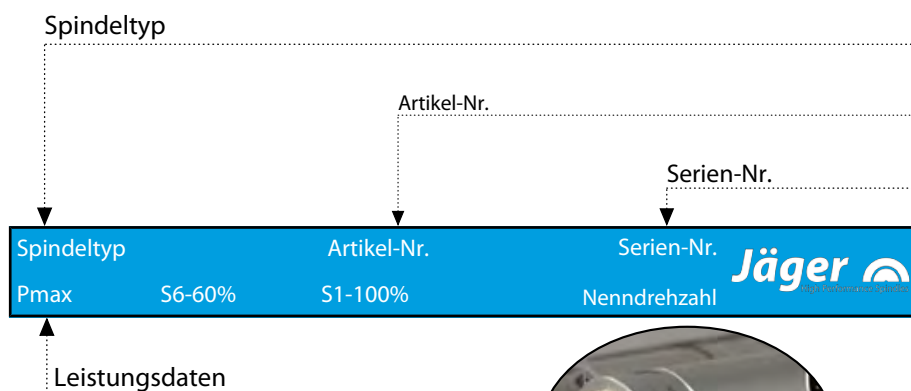 Spindeltyp
Artikel-Nr.
Serien-Nr.
Spindeltyp Artikel-Nr. Serien-Nr. Jäger
Pmax S6-60% S1-100% Nenndrehzahl
Leistungsdaten